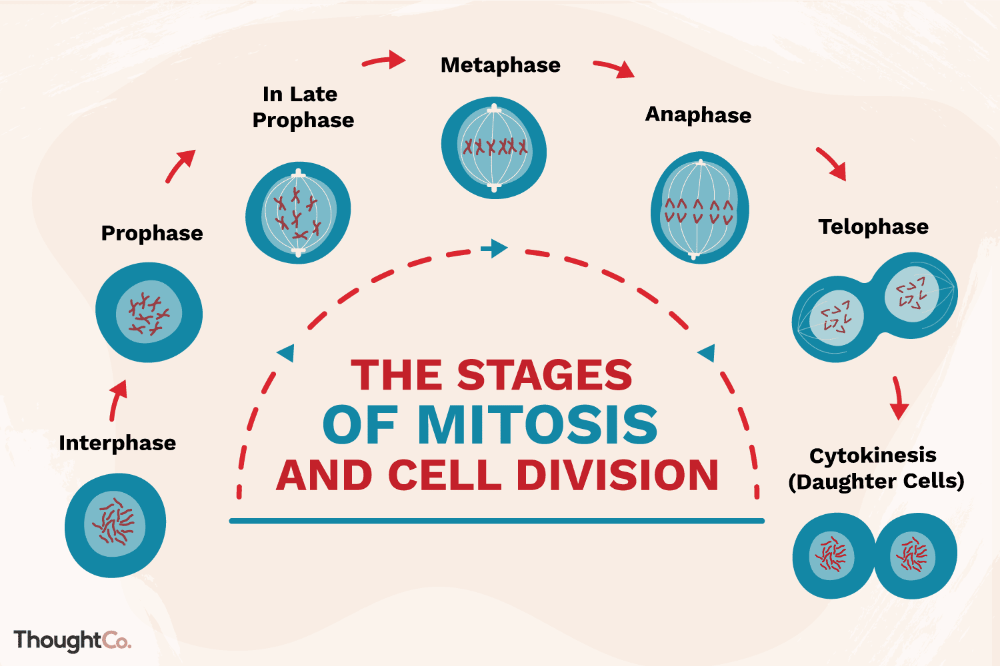 Metaphase
In Late
Prophase
Anaphase
Prophase
Telophase
THE STAGES
OF MITOSIS
AND CELL DIVISION
Interphase
Cytokinesis
(Daughter Cells)
ThoughtCo.